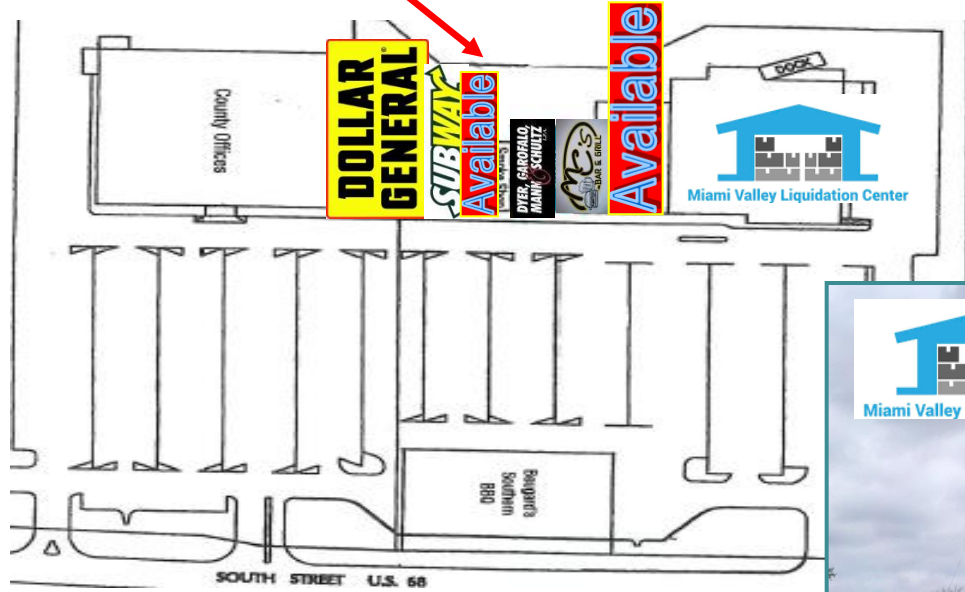 County Offices
DOLLAR
GENERAL
SUBWAY
Available
DYER, GAROFALO,
MANN & SCHULTZ
MC's
BAR & GRILL
Available
DOCK
Miami Valley Liquidation Center
Miami Valley
Beugard's
Southern
BBQ
SOUTH STREET U.S. 68